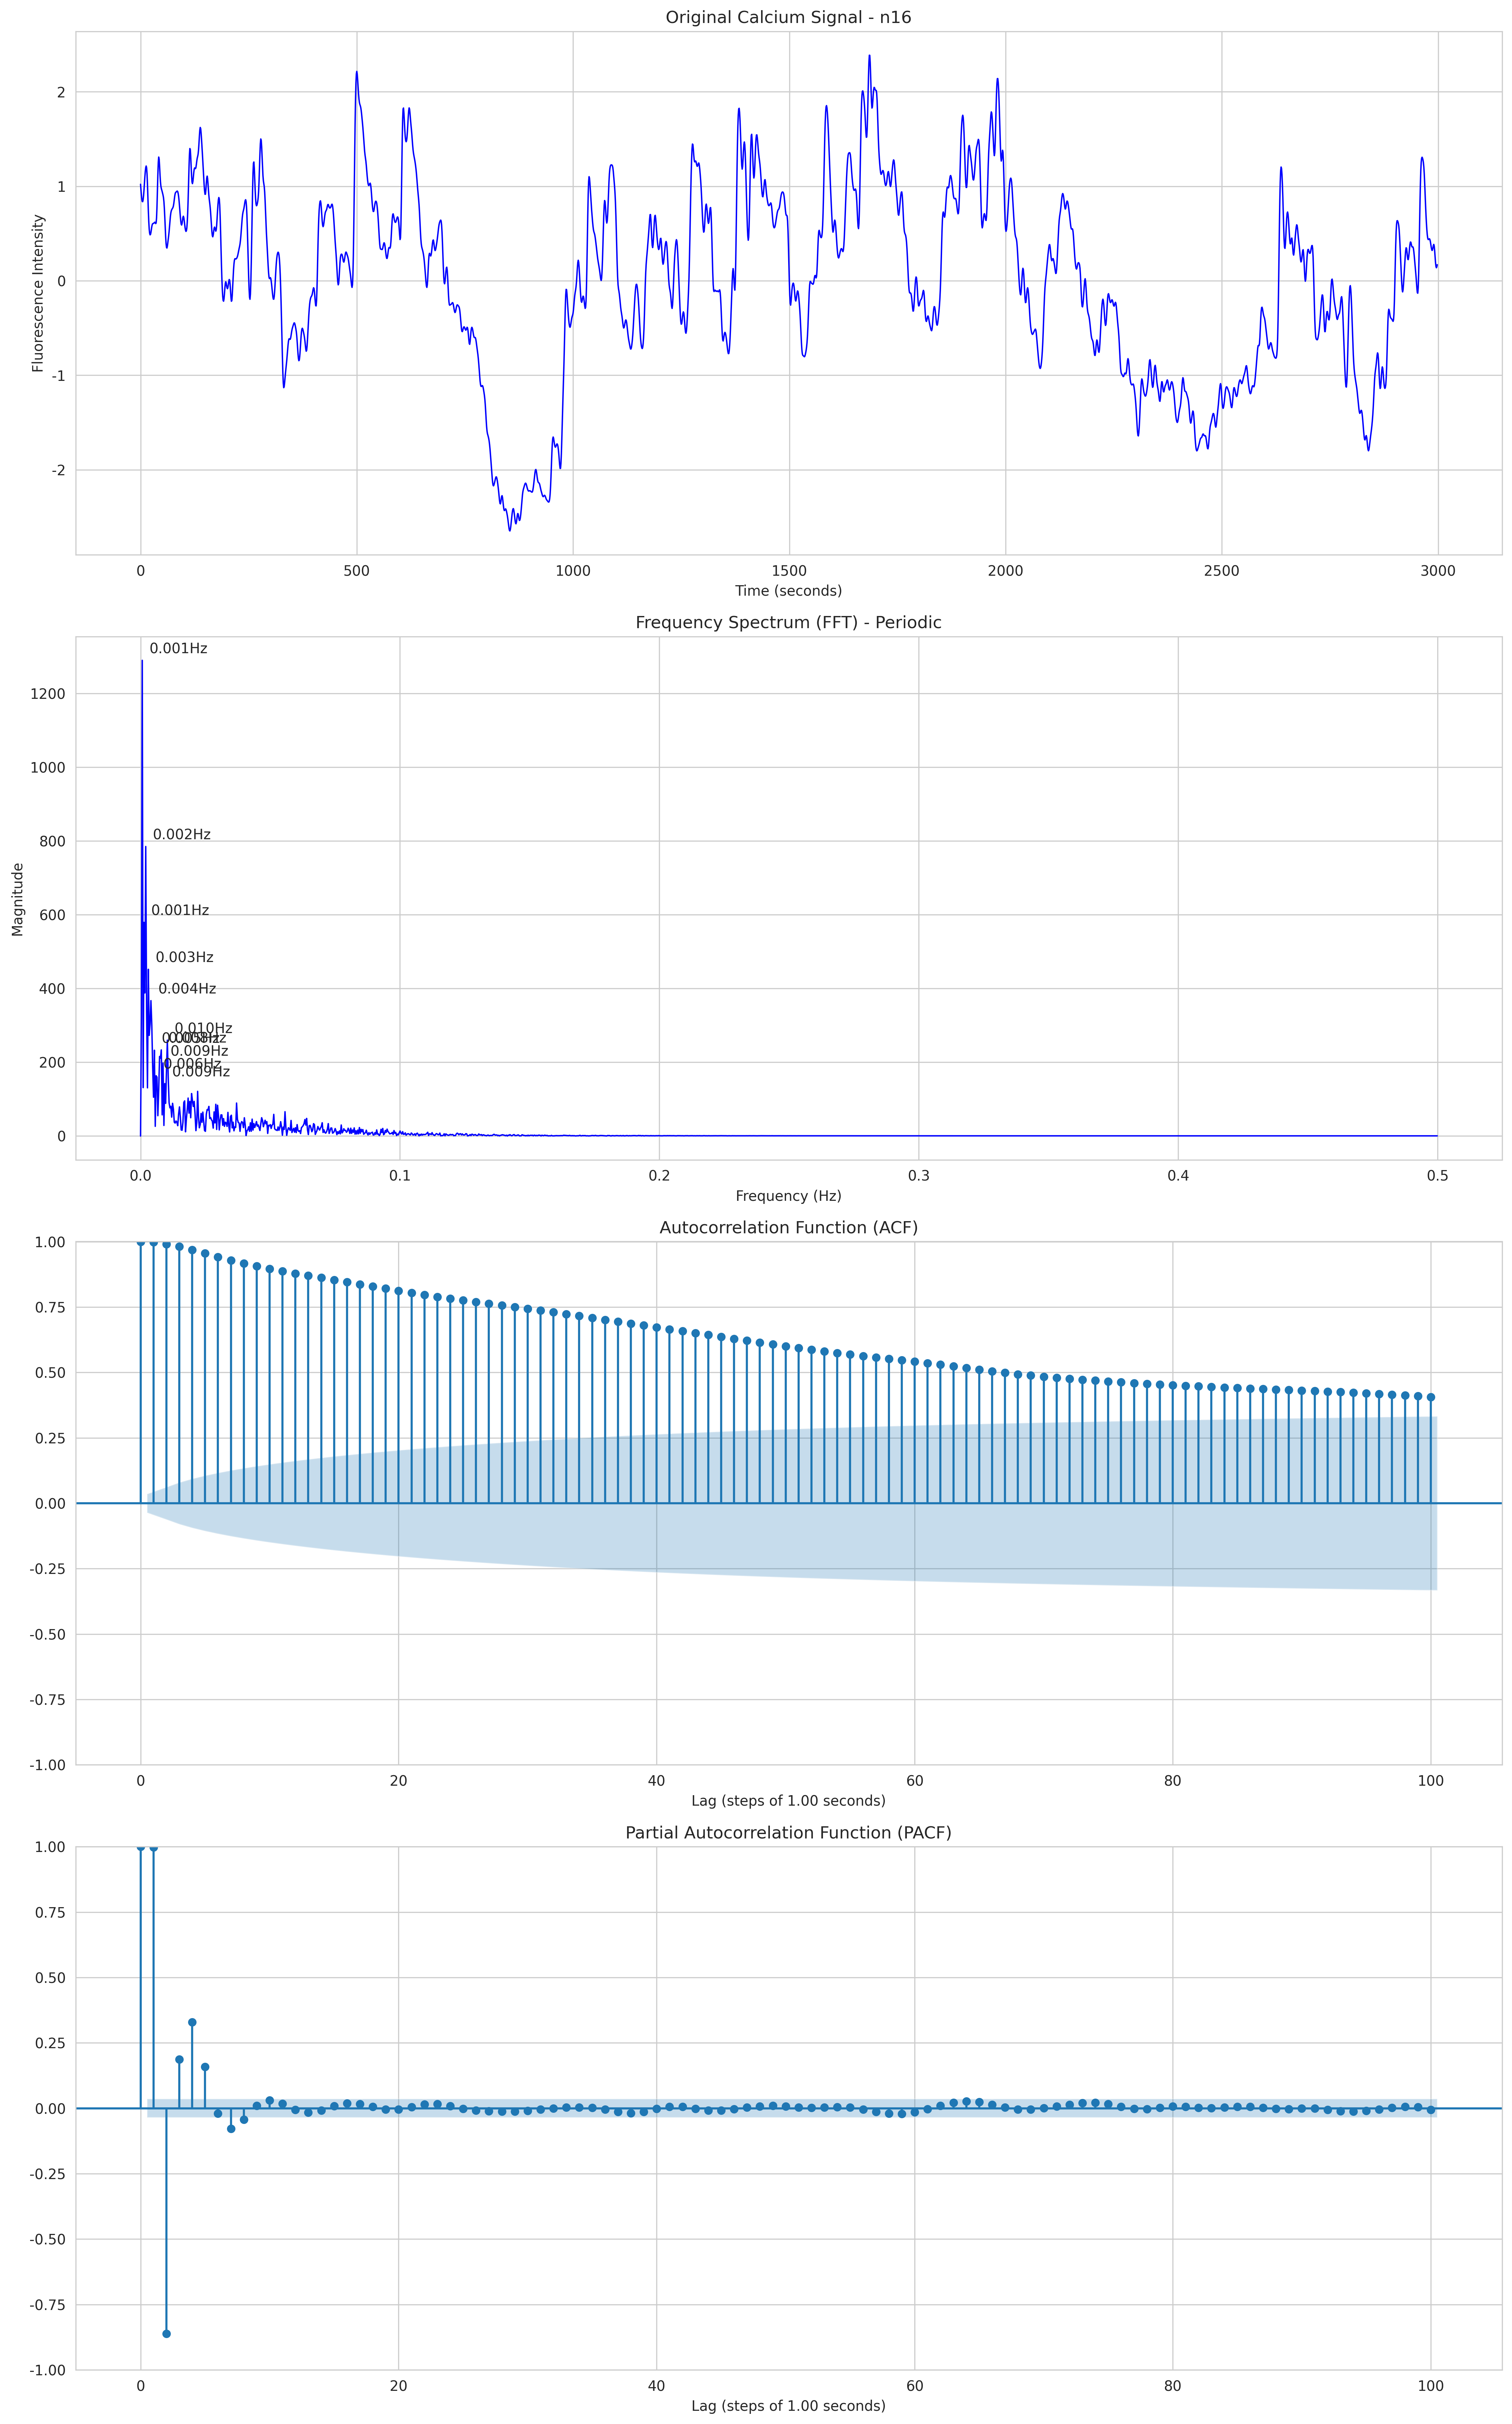 Original Calcium Signal - n16
Fluorescence Intensity
2
1
0
-1
-2
0 500 1000 1500 2000 2500 3000
Time (seconds)
Frequency Spectrum (FFT) - Periodic
Magnitude
1200
1000
800
600
400
200
0
0.001Hz
0.002Hz
0.001Hz
0.003Hz
0.004Hz
0.010Hz
0.009Hz
0.006Hz
0.009Hz
0.0 0.1 0.2 0.3 0.4 0.5
Frequency (Hz)
Autocorrelation Function (ACF)
1.00
0.75
0.50
0.25
0.00
-0.25
-0.50
-0.75
-1.00
0 20 40 60 80 100
Lag (steps of 1.00 seconds)
Partial Autocorrelation Function (PACF)
1.00
0.75
0.50
0.25
0.00
-0.25
-0.50
-0.75
-1.00
0 20 40 60 80 100
Lag (steps of 1.00 seconds)